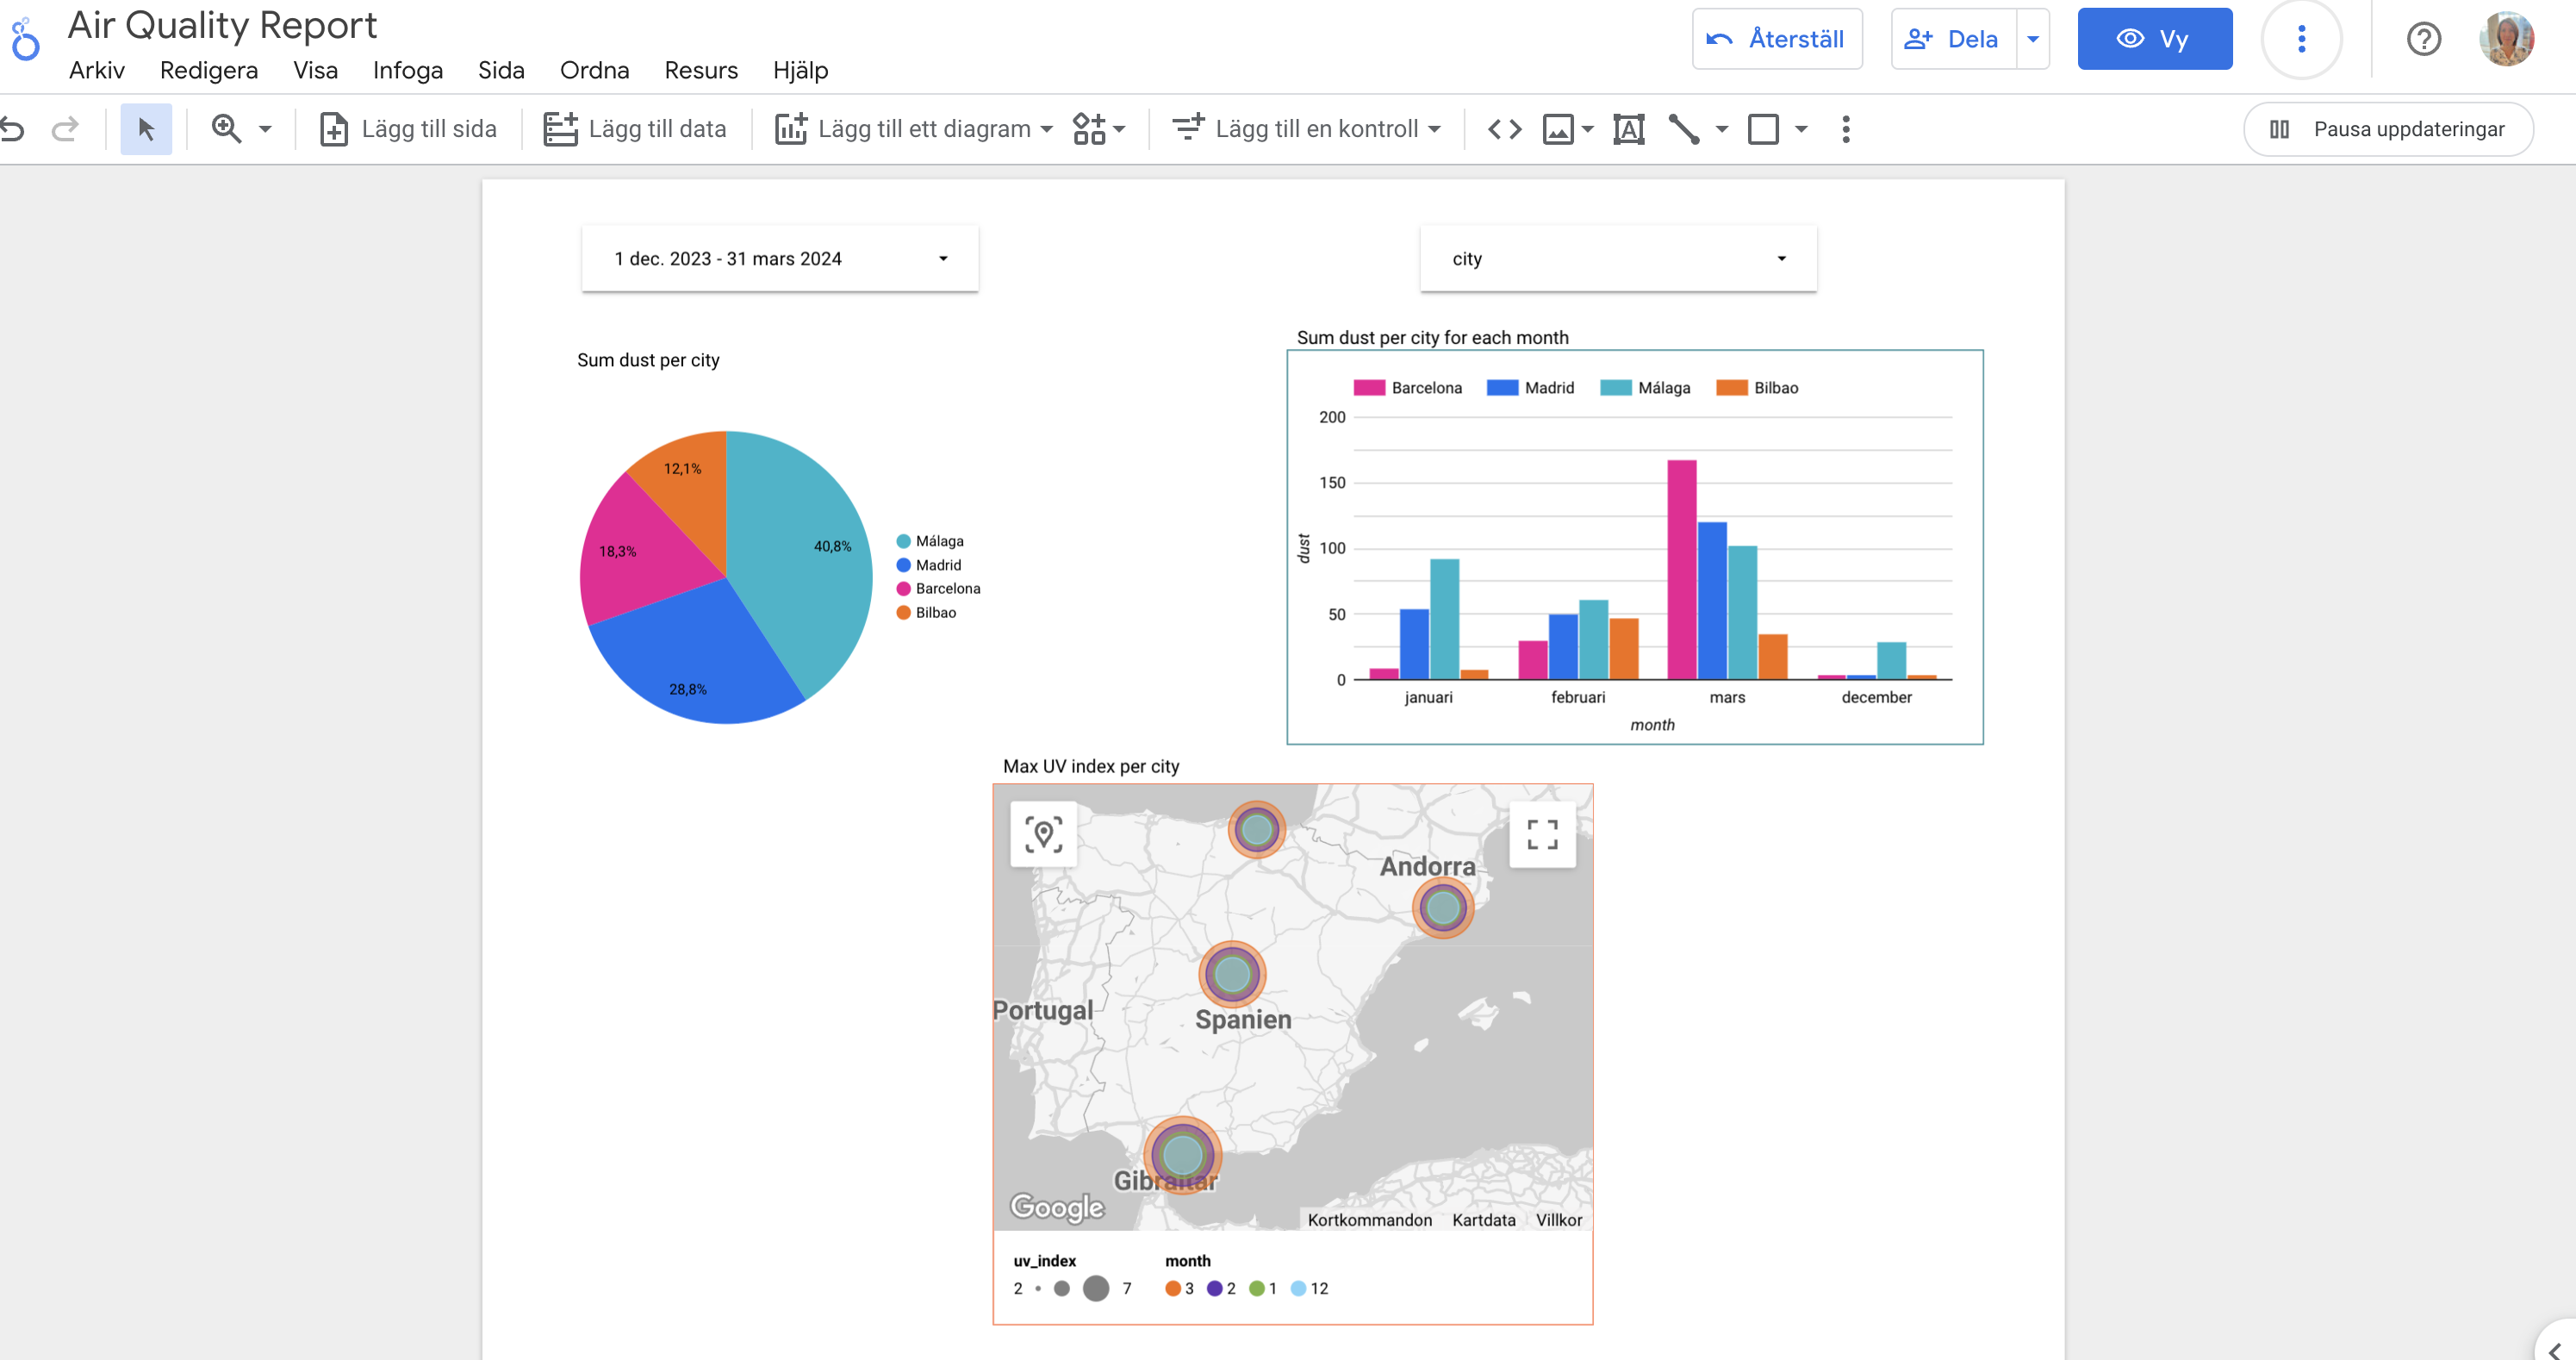 Air Quality Report
Arkiv Redigera Visa Infoga Sida Ordna Resurs Hjälp
Återställ Dela Vy
Lägg till sida Lägg till data Lägg till ett diagram Lägg till en kontroll Pausa uppdateringar
1 dec. 2023 - 31 mars 2024
city
Sum dust per city
12,1%
18,3%
40,8%
28,8%
Málaga
Madrid
Barcelona
Bilbao
Sum dust per city for each month
Barcelona Madrid Málaga Bilbao
200
150
100
50
0
dust
januari februari mars december
month
Max UV index per city
Andorra
Portugal
Spanien
Gibraltar
Google
Kortkommandon Kartdata Villkor
uv_index month
2 7 3 2 1 12